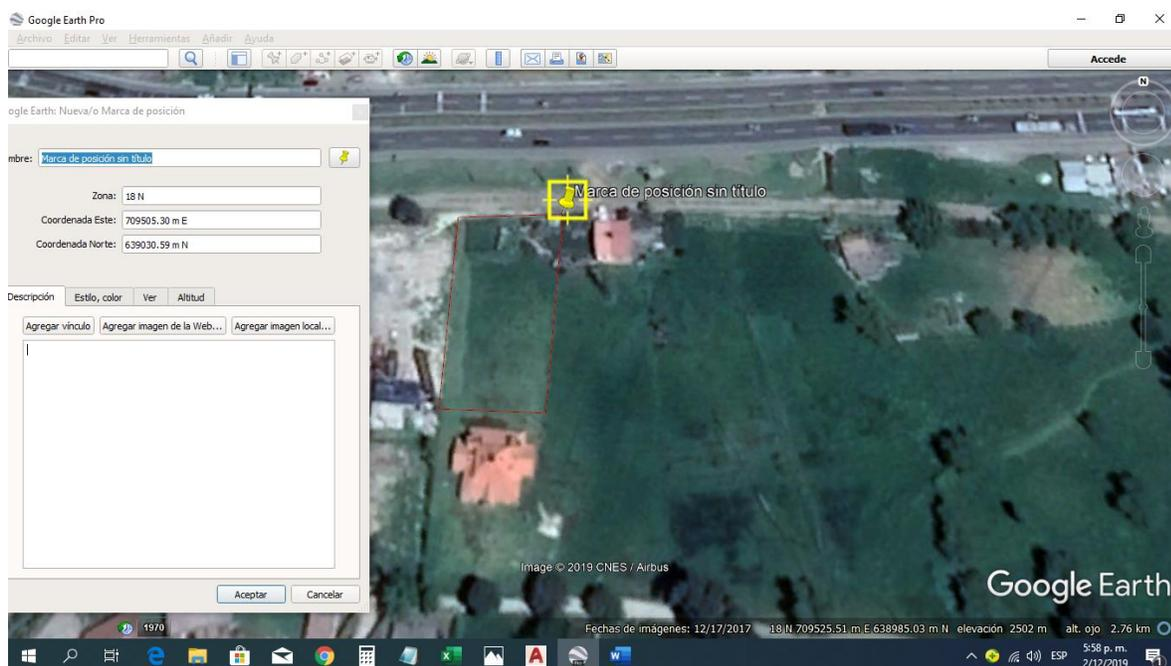 Google Earth Pro
Archivo Editar Ver Herramientas Añadir Ayuda
Accede
ogle Earth: Nueva/o Marca de posición
mbre: Marca de posición sin título
Zona: 18 N
Coordenada Este: 709505.30 m E
Coordenada Norte: 639030.59 m N
Descripción Estilo, color Ver Altitud
Agregar vínculo Agregar imagen de la Web... Agregar imagen local...
Aceptar Cancelar
N
Marca de posición sin título
Image © 2019 CNES / Airbus
Google Earth
1970
Fechas de imágenes: 12/17/2017 18 N 709525.51 m E 638985.03 m N elevación 2502 m alt. ojo 2.76 km
ESP 5:58 p. m.
2/12/2019